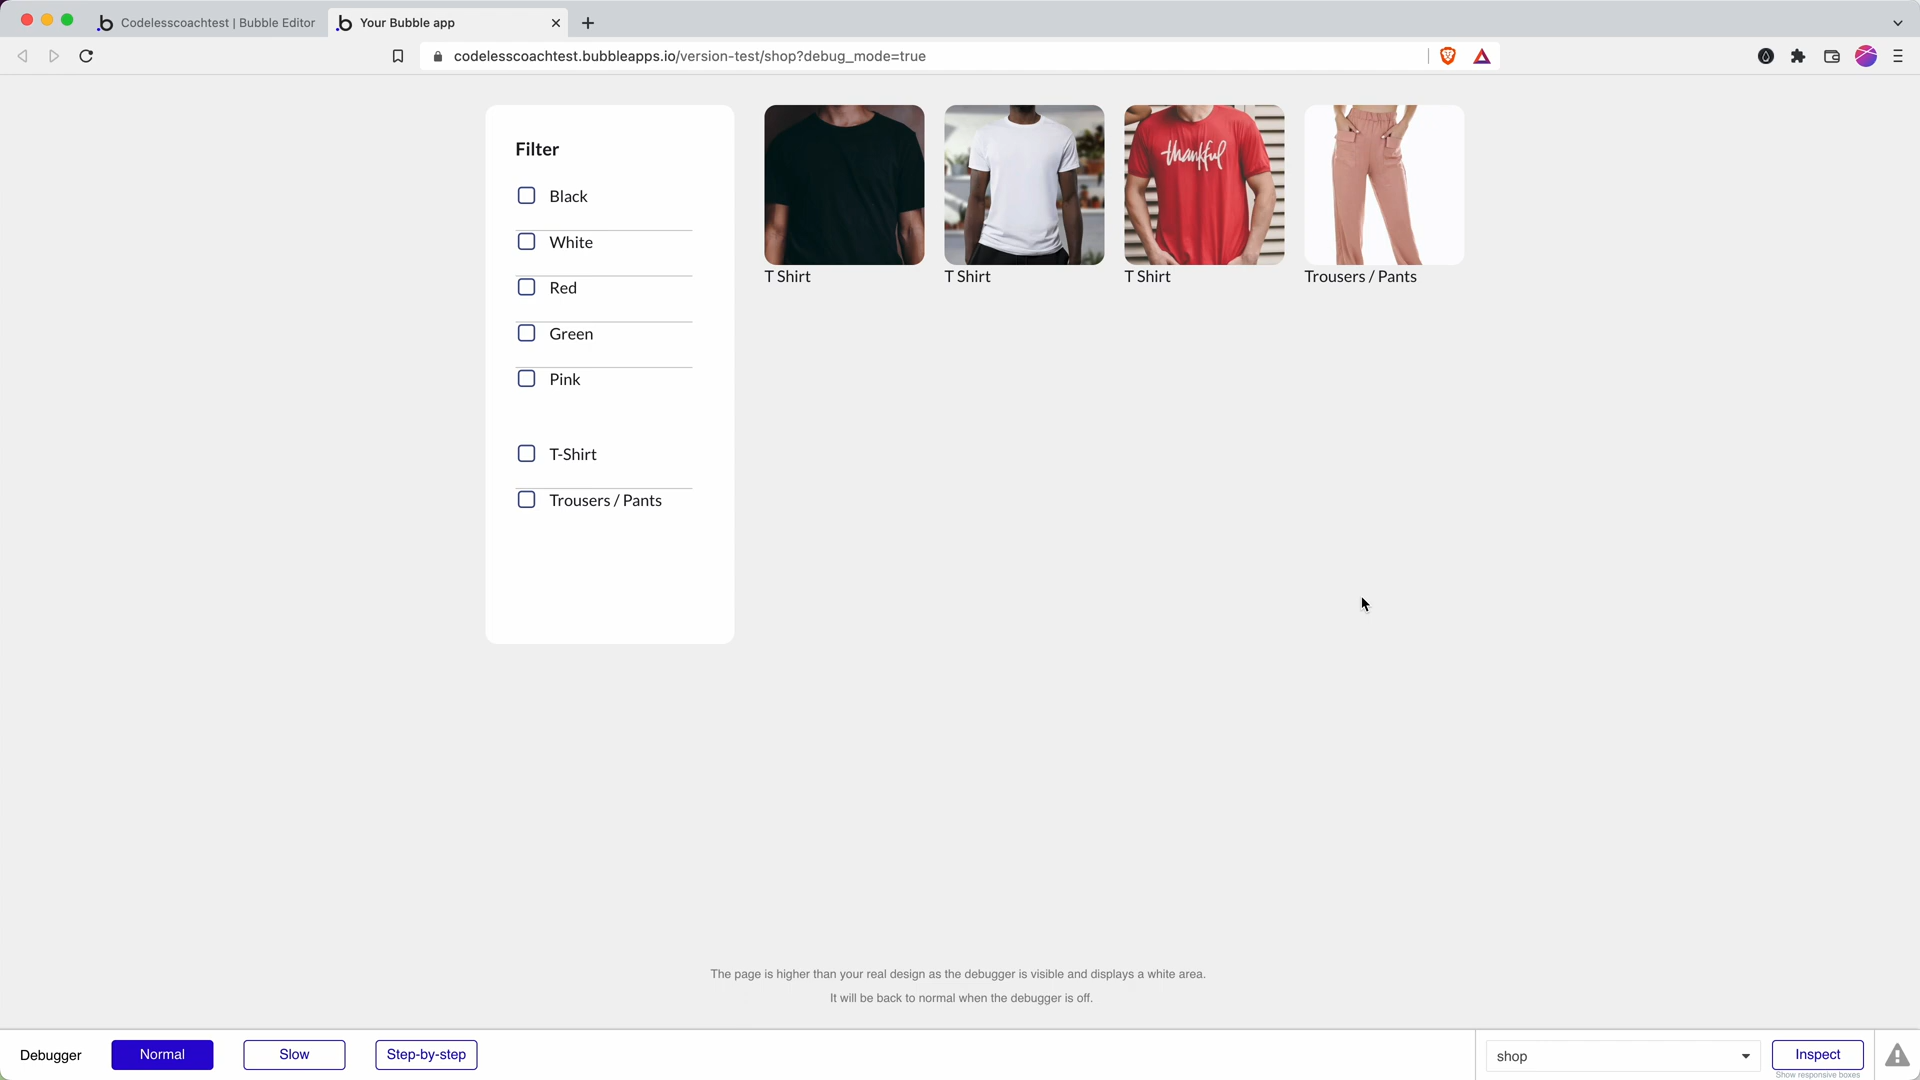 Codelesscoachtest | Bubble Editor
Your Bubble app
codelesscoachtest.bubbleapps.io/version-test/shop?debug_mode=true
Filter
Black
White
Red
Green
Pink
T-Shirt
Trousers / Pants
thankful
T Shirt
T Shirt
T Shirt
Trousers / Pants
The page is higher than your real design as the debugger is visible and displays a white area.
It will be back to normal when the debugger is off.
Debugger
Normal
Slow
Step-by-step
shop
Inspect
Show responsive boxes